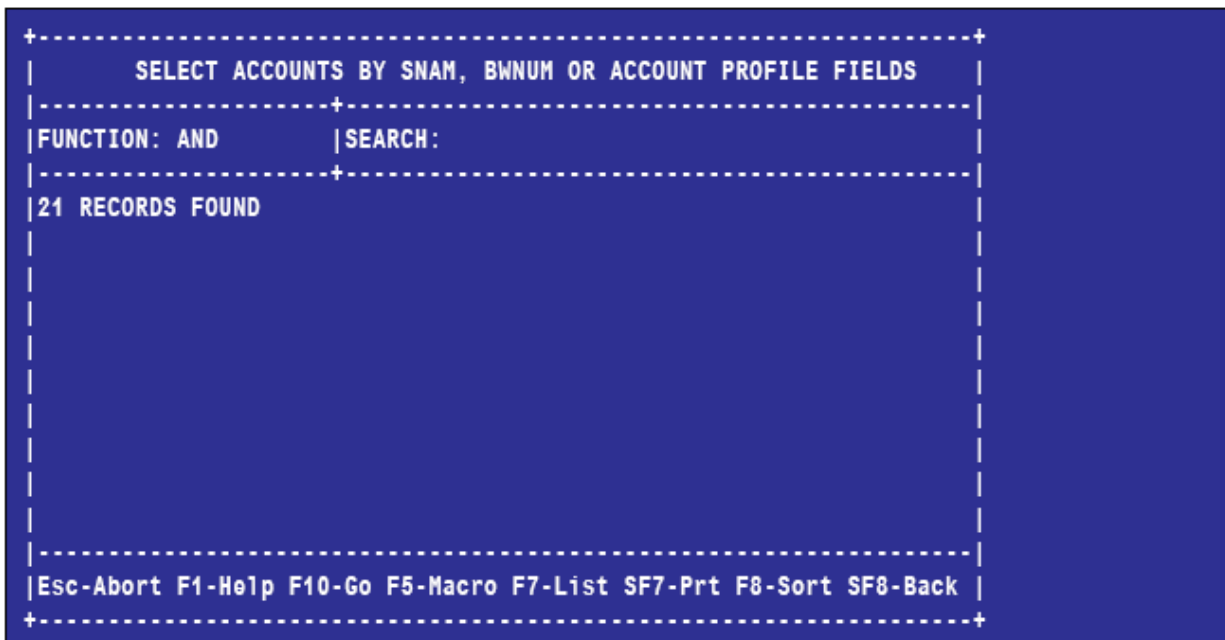 SELECT ACCOUNTS BY SNAM, BWNUM OR ACCOUNT PROFILE FIELDS
FUNCTION: AND |SEARCH:
21 RECORDS FOUND
Esc-Abort F1-Help F10-Go F5-Macro F7-List SF7-Prt F8-Sort SF8-Back